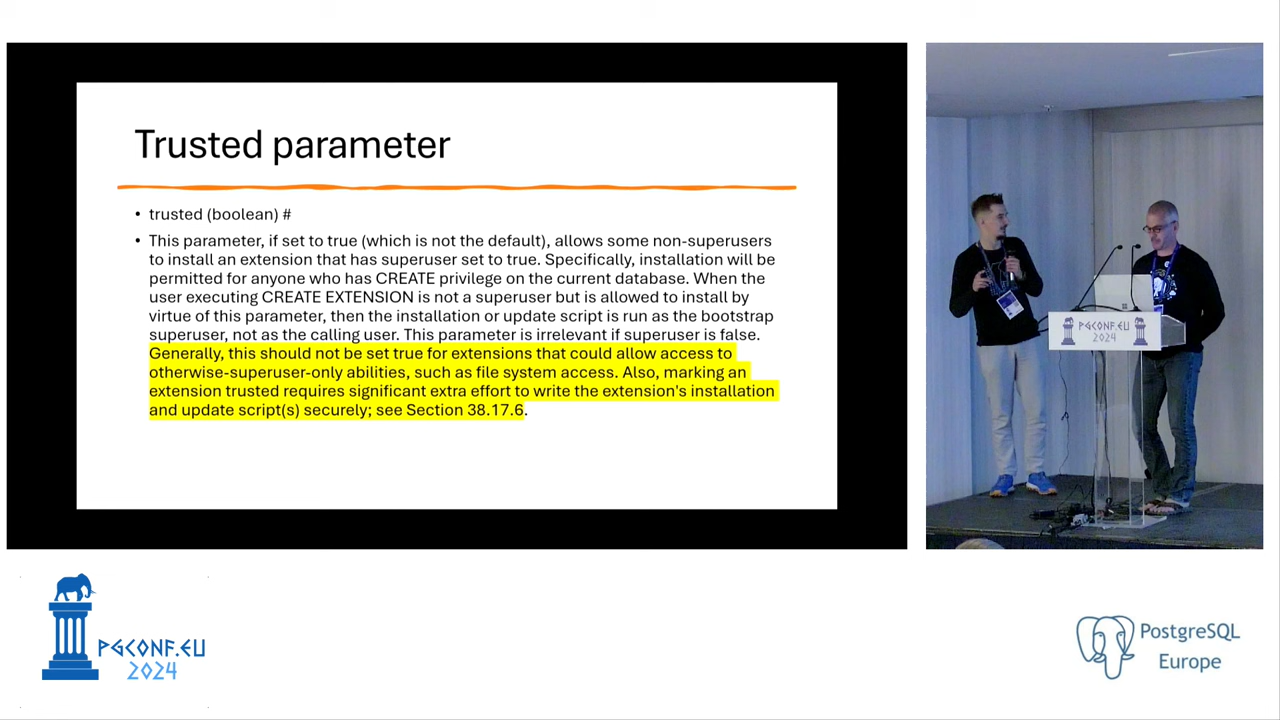 Trusted parameter
• trusted (boolean) #
• This parameter, if set to true (which is not the default), allows some non-superusers
to install an extension that has superuser set to true. Specifically, installation will be
permitted for anyone who has CREATE privilege on the current database. When the
user executing CREATE EXTENSION is not a superuser but is allowed to install by
virtue of this parameter, then the installation or update script is run as the bootstrap
superuser, not as the calling user. This parameter is irrelevant if superuser is false.
Generally, this should not be set true for extensions that could allow access to
otherwise-superuser-only abilities, such as file system access. Also, marking an
extension trusted requires significant extra effort to write the extension's installation
and update script(s) securely; see Section 38.17.6.
PGCONF.EU
2024
PGCONF.EU
2024
PostgreSQL
Europe